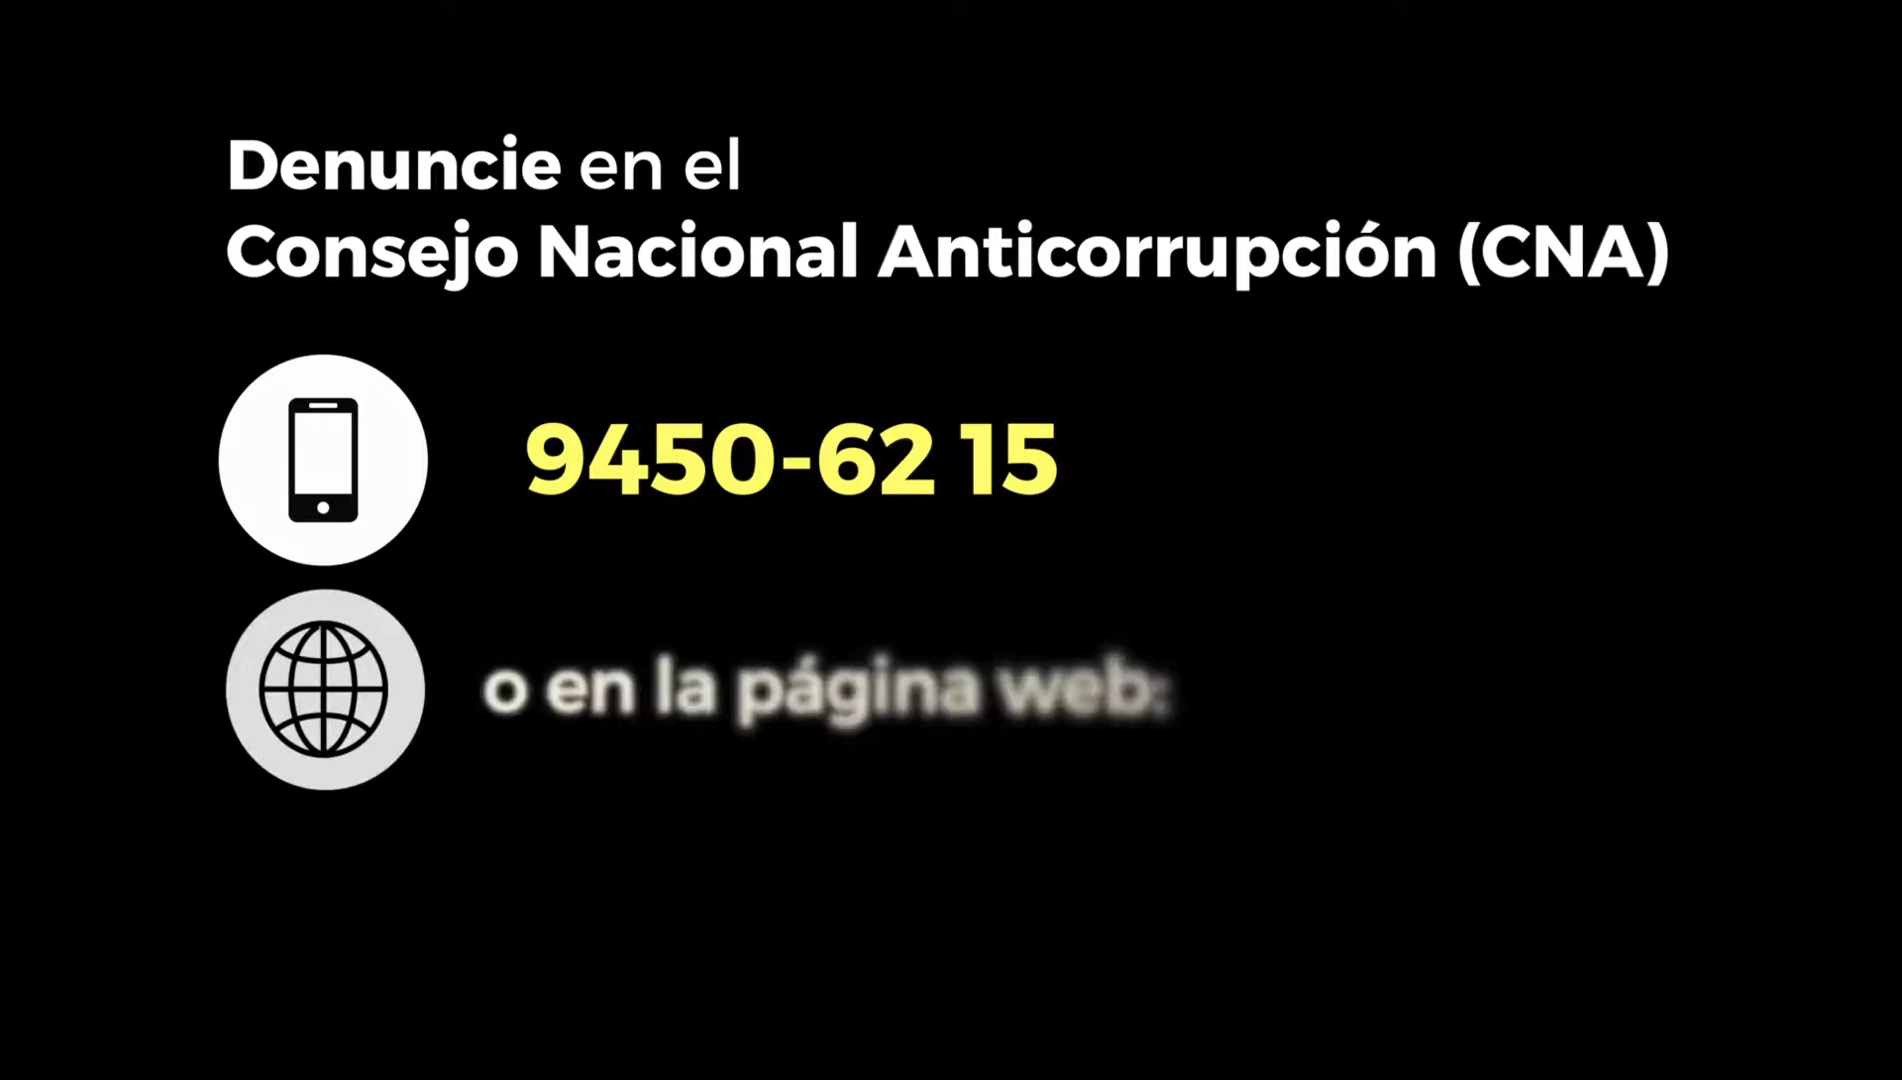 Denuncie en el
Consejo Nacional Anticorrupción (CNA)
9450-62 15
o en la página web: